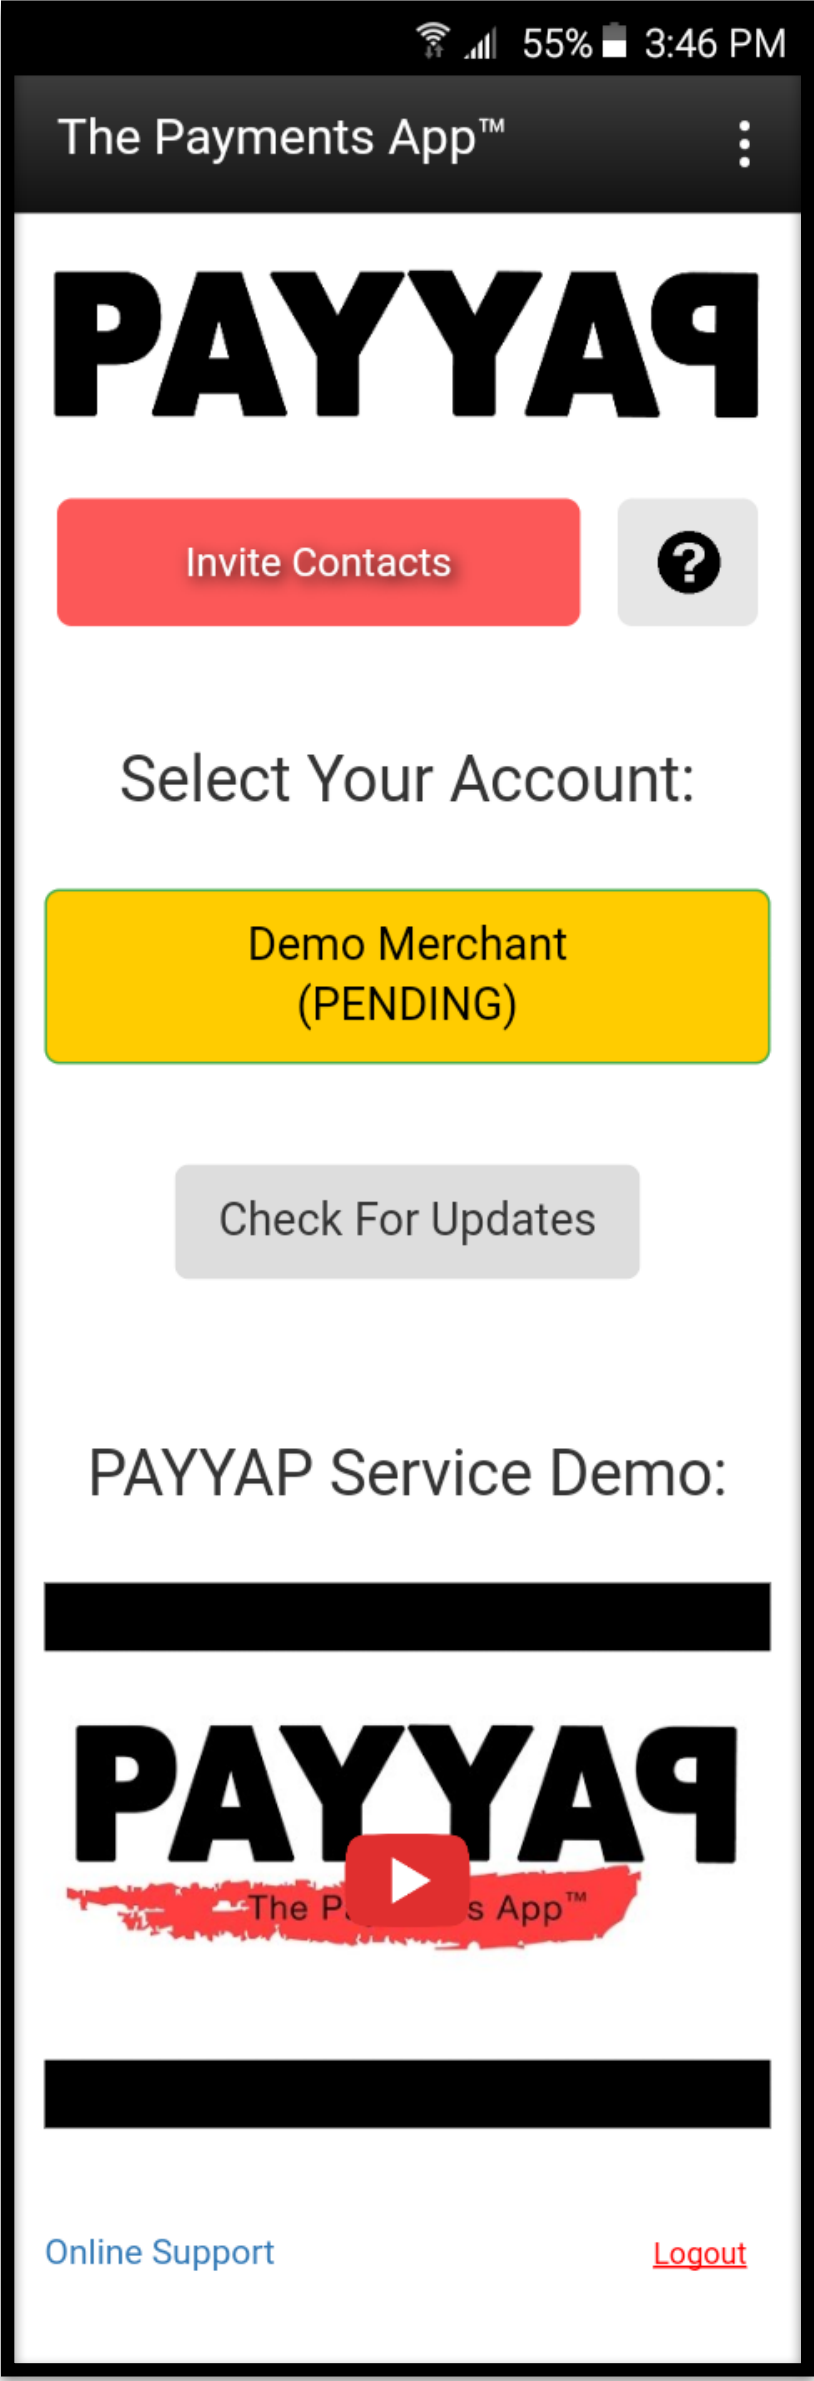 55% 3:46 PM
The Payments App™
PAYYAP
Invite Contacts
?
Select Your Account:
Demo Merchant
(PENDING)
Check For Updates
PAYYAP Service Demo:
PAYYAP
The P s App™
Online Support
Logout